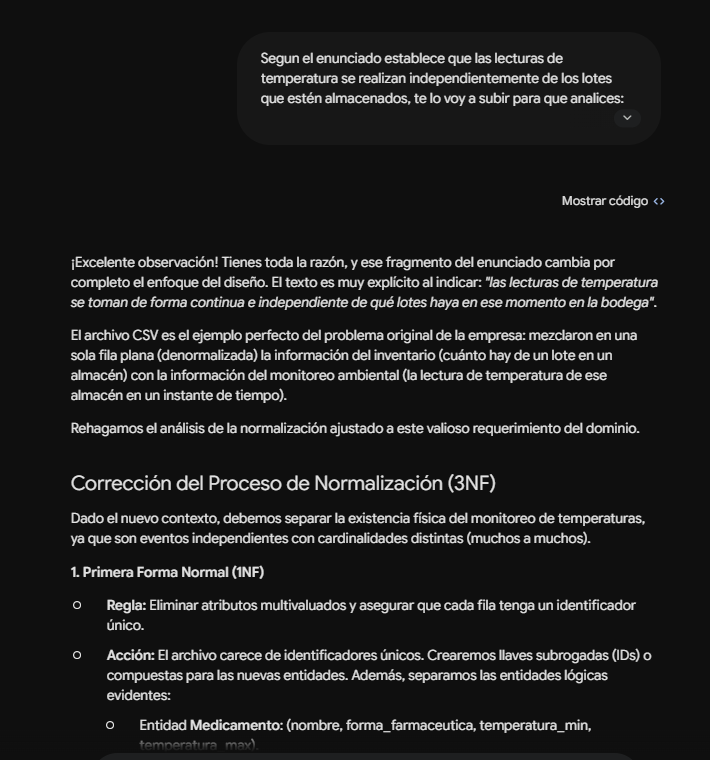 Segun el enunciado establece que las lecturas de
temperatura se realizan independientemente de los lotes
que estén almacenados, te lo voy a subir para que analices:
Mostrar código <>
¡Excelente observación! Tienes toda la razón, y ese fragmento del enunciado cambia por
completo el enfoque del diseño. El texto es muy explícito al indicar: "las lecturas de temperatura
se toman de forma continua e independiente de qué lotes haya en ese momento en la bodega".
El archivo CSV es el ejemplo perfecto del problema original de la empresa: mezclaron en una
sola fila plana (denormalizada) la información del inventario (cuánto hay de un lote en un
almacén) con la información del monitoreo ambiental (la lectura de temperatura de ese
almacén en un instante de tiempo).
Rehagamos el análisis de la normalización ajustado a este valioso requerimiento del dominio.
Corrección del Proceso de Normalización (3NF)
Dado el nuevo contexto, debemos separar la existencia física del monitoreo de temperaturas,
ya que son eventos independientes con cardinalidades distintas (muchos a muchos).
1. Primera Forma Normal (1NF)
Regla: Eliminar atributos multivaluados y asegurar que cada fila tenga un identificador
único.
Acción: El archivo carece de identificadores únicos. Crearemos llaves subrogadas (IDs) o
compuestas para las nuevas entidades. Además, separamos las entidades lógicas
evidentes:
Entidad Medicamento: (nombre, forma_farmaceutica, temperatura_min,
temperatura_max).